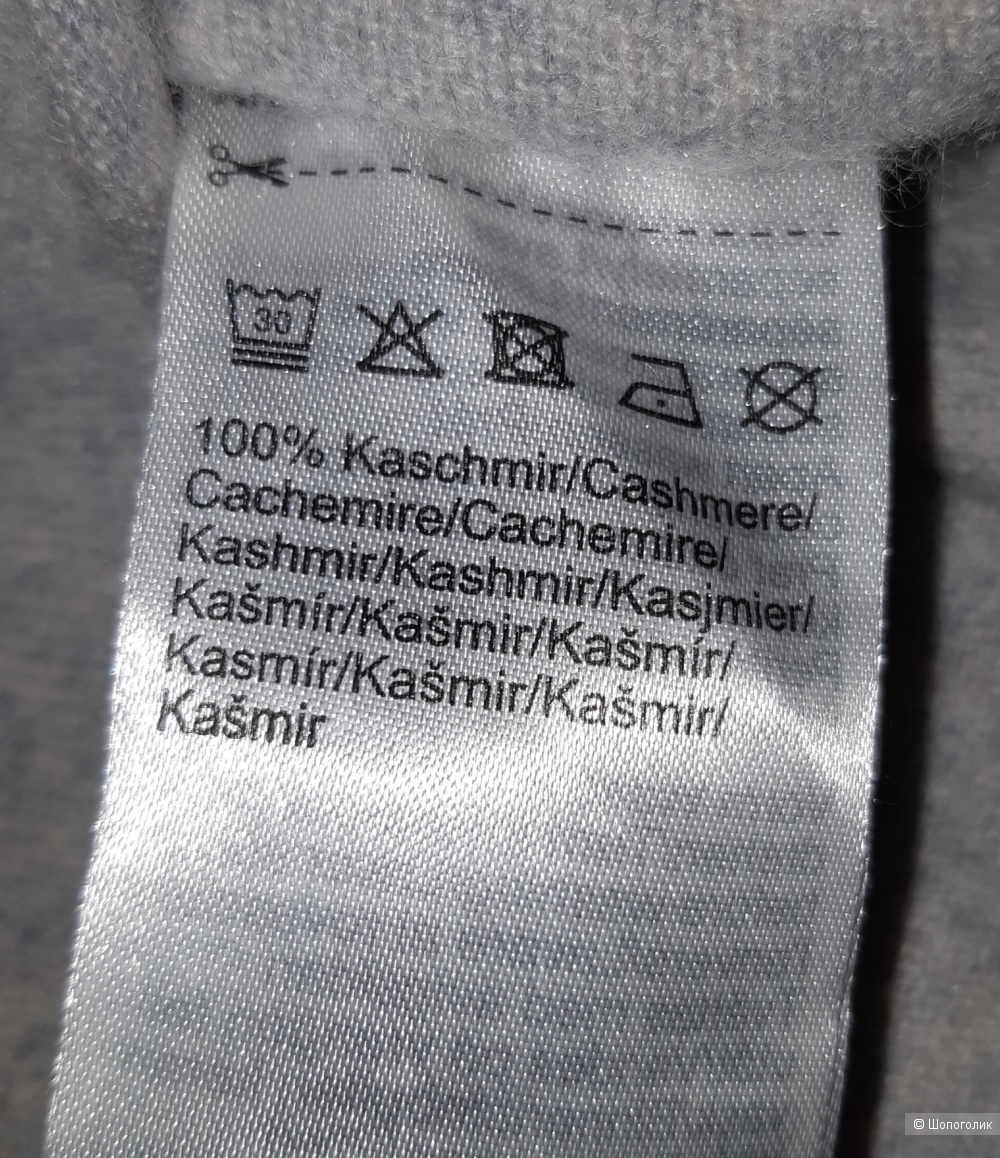 30
100% Kaschmir/Cashmere/
Cachemire/Cachemire/
Kashmir/Kashmir/Kasjmier/
Kašmír/Kašmir/Kašmír/
Kasmír/Kašmir/Kašmir/
Kašmir
© Шопоголик